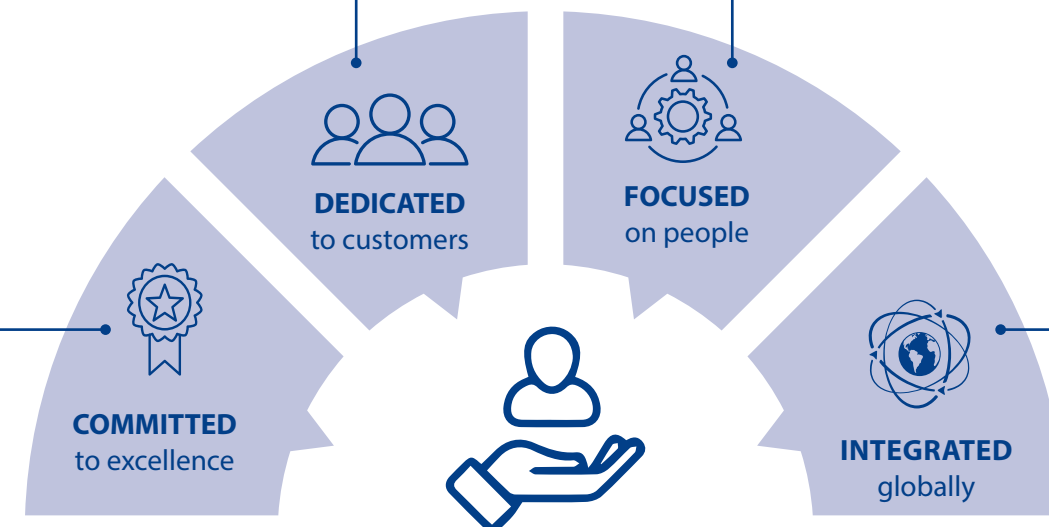 DEDICATED
to customers
FOCUSED
on people
COMMITTED
to excellence
INTEGRATED
globally